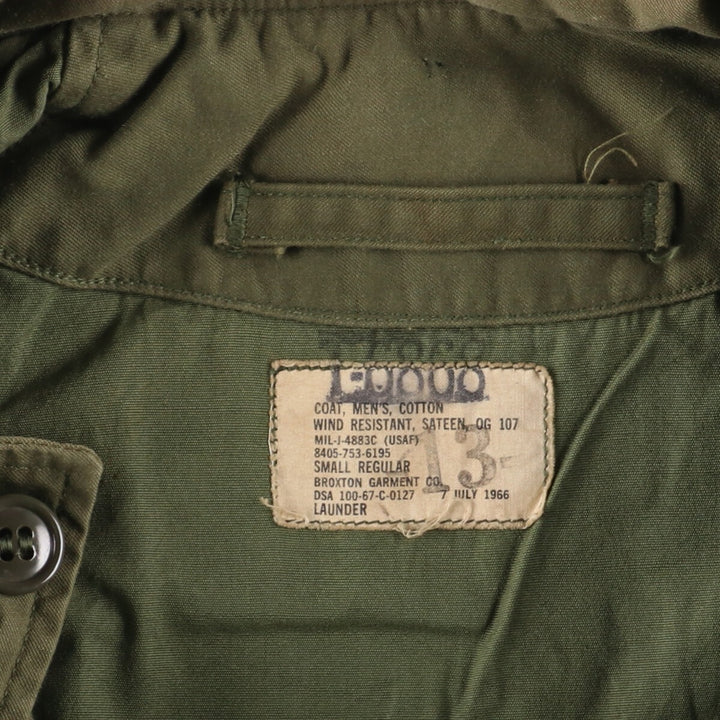 COAT, MEN'S, COTTON
WIND RESISTANT, SATEEN, OG 107
MIL-J-4883C (USAF)
8405-753-6195
SMALL REGULAR
13-
BROXTON GARMENT CO.
DSA 100-67-C-0127 7 JULY 1966
LAUNDER